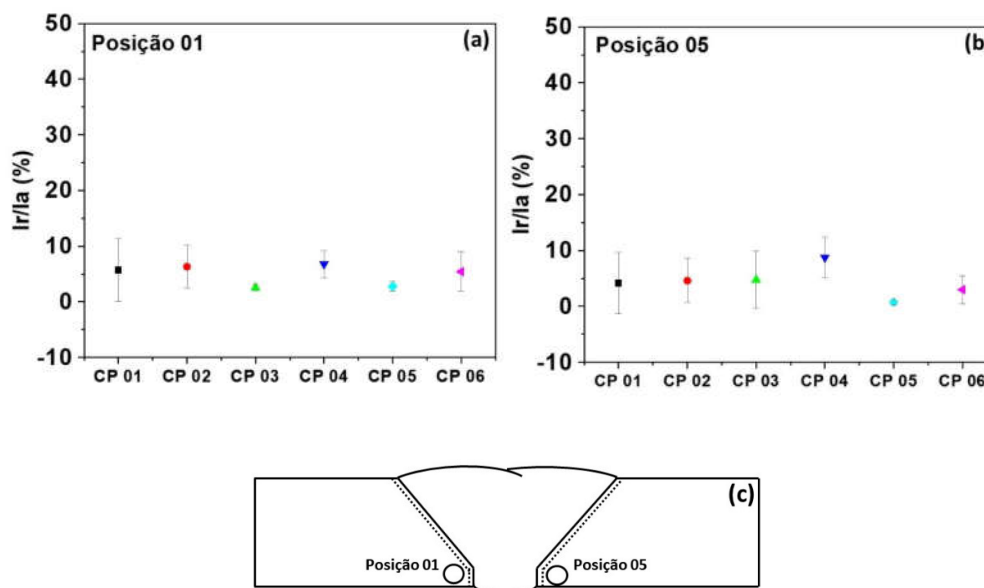 Posição 01
(a)
50
40
30
20
10
0
-10
Ir/Ia (%)
CP 01 CP 02 CP 03 CP 04 CP 05 CP 06
Posição 05
(b)
50
40
30
20
10
0
-10
Ir/Ia (%)
CP 01 CP 02 CP 03 CP 04 CP 05 CP 06
(c)
Posição 01
Posição 05